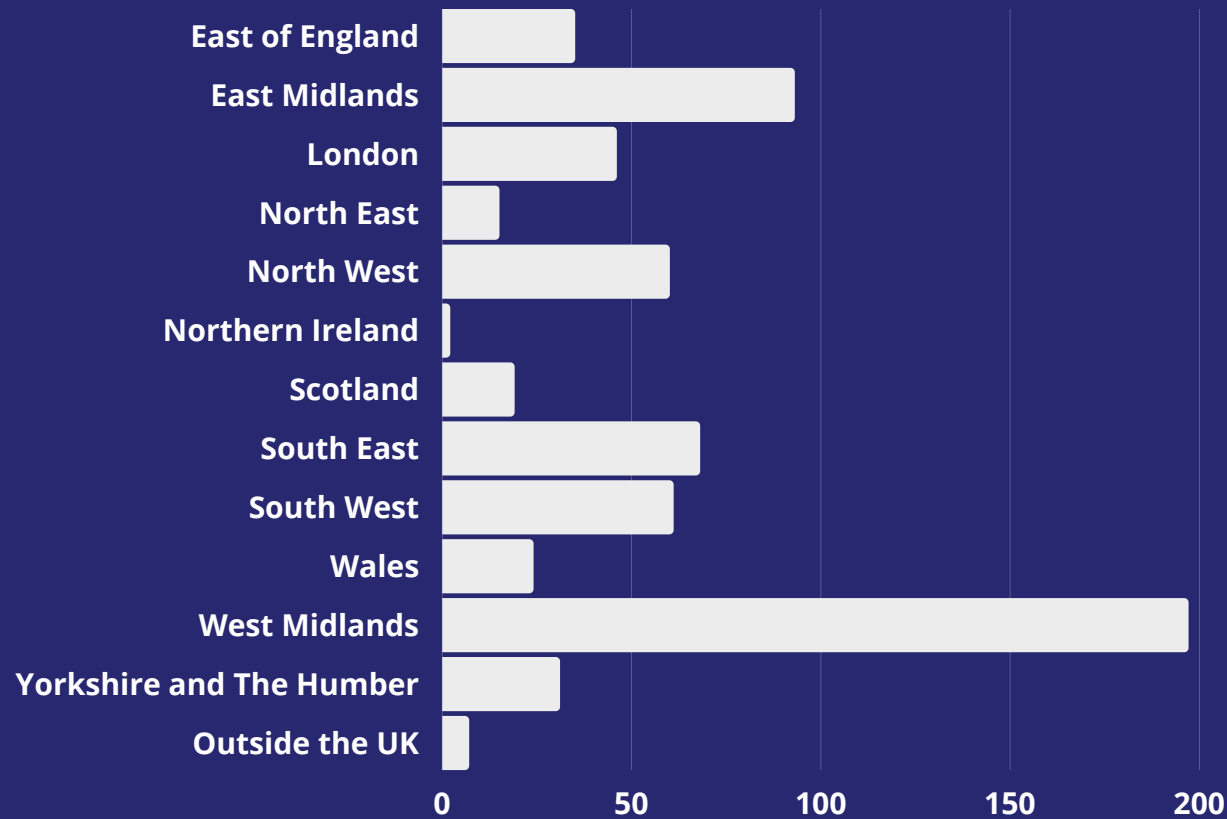 East of England
East Midlands
London
North East
North West
Northern Ireland
Scotland
South East
South West
Wales
West Midlands
Yorkshire and The Humber
Outside the UK
0 50 100 150 200